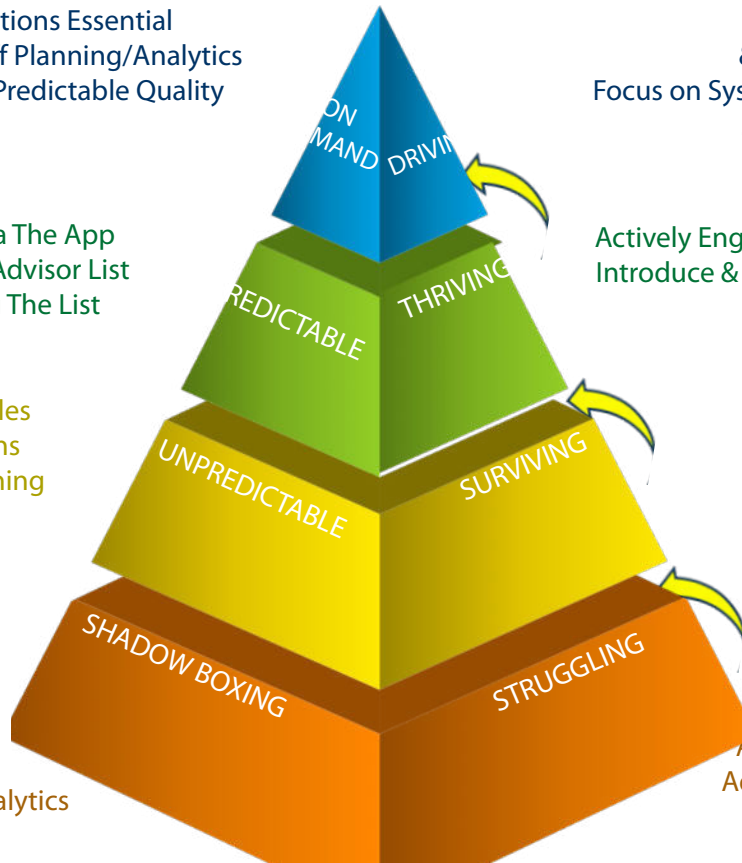 tions Essential
f Planning/Analytics
Predictable Quality
&
Focus on Sys
ON
MAND
DRIVIN
a The App
Advisor List
The List
Actively Eng
Introduce &
REDICTABLE
THRIVING
les
ns
ning
UNPREDICTABLE
SURVIVING
SHADOW BOXING
STRUGGLING
alytics
A
Ac